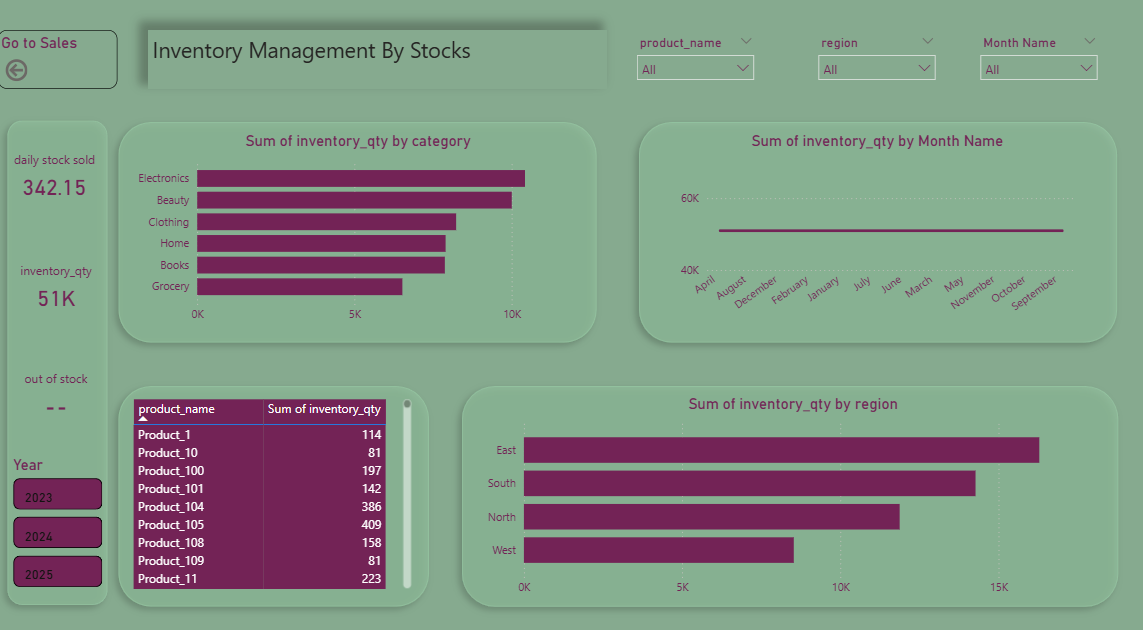 Go to Sales
Inventory Management By Stocks
product_name
All
region
All
Month Name
All
daily stock sold
342.15
inventory_qty
51K
out of stock
--
Year
2023
2024
2025
Sum of inventory_qty by category
Electronics
Beauty
Clothing
Home
Books
Grocery
0K 5K 10K
Sum of inventory_qty by Month Name
60K
40K
April August December February January July June March May November October September
product_name Sum of inventory_qty
Product_1 114
Product_10 81
Product_100 197
Product_101 142
Product_104 386
Product_105 409
Product_108 158
Product_109 81
Product_11 223
Sum of inventory_qty by region
East
South
North
West
0K 5K 10K 15K